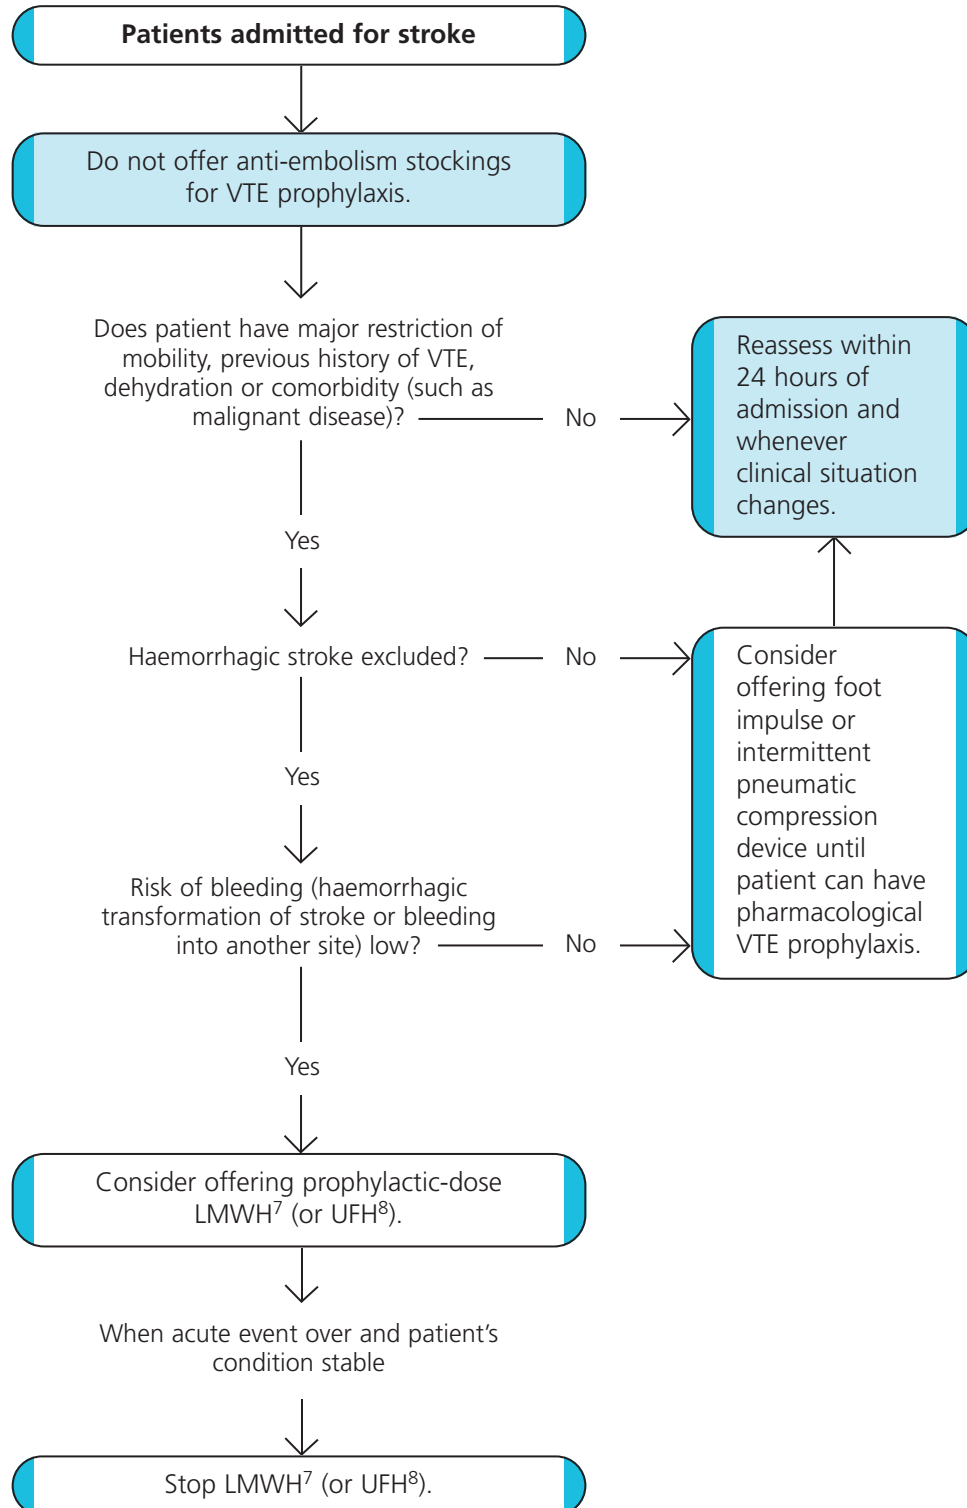 Patients admitted for stroke
Do not offer anti-embolism stockings
for VTE prophylaxis.
Does patient have major restriction of
mobility, previous history of VTE,
dehydration or comorbidity (such as
malignant disease)?
No
Reassess within
24 hours of
admission and
whenever
clinical situation
changes.
Yes
Haemorrhagic stroke excluded?
No
Consider
offering foot
impulse or
intermittent
pneumatic
compression
device until
patient can have
pharmacological
VTE prophylaxis.
Yes
Risk of bleeding (haemorrhagic
transformation of stroke or bleeding
into another site) low?
No
Yes
Consider offering prophylactic-dose
LMWH⁷ (or UFH⁸).
When acute event over and patient’s
condition stable
Stop LMWH⁷ (or UFH⁸).